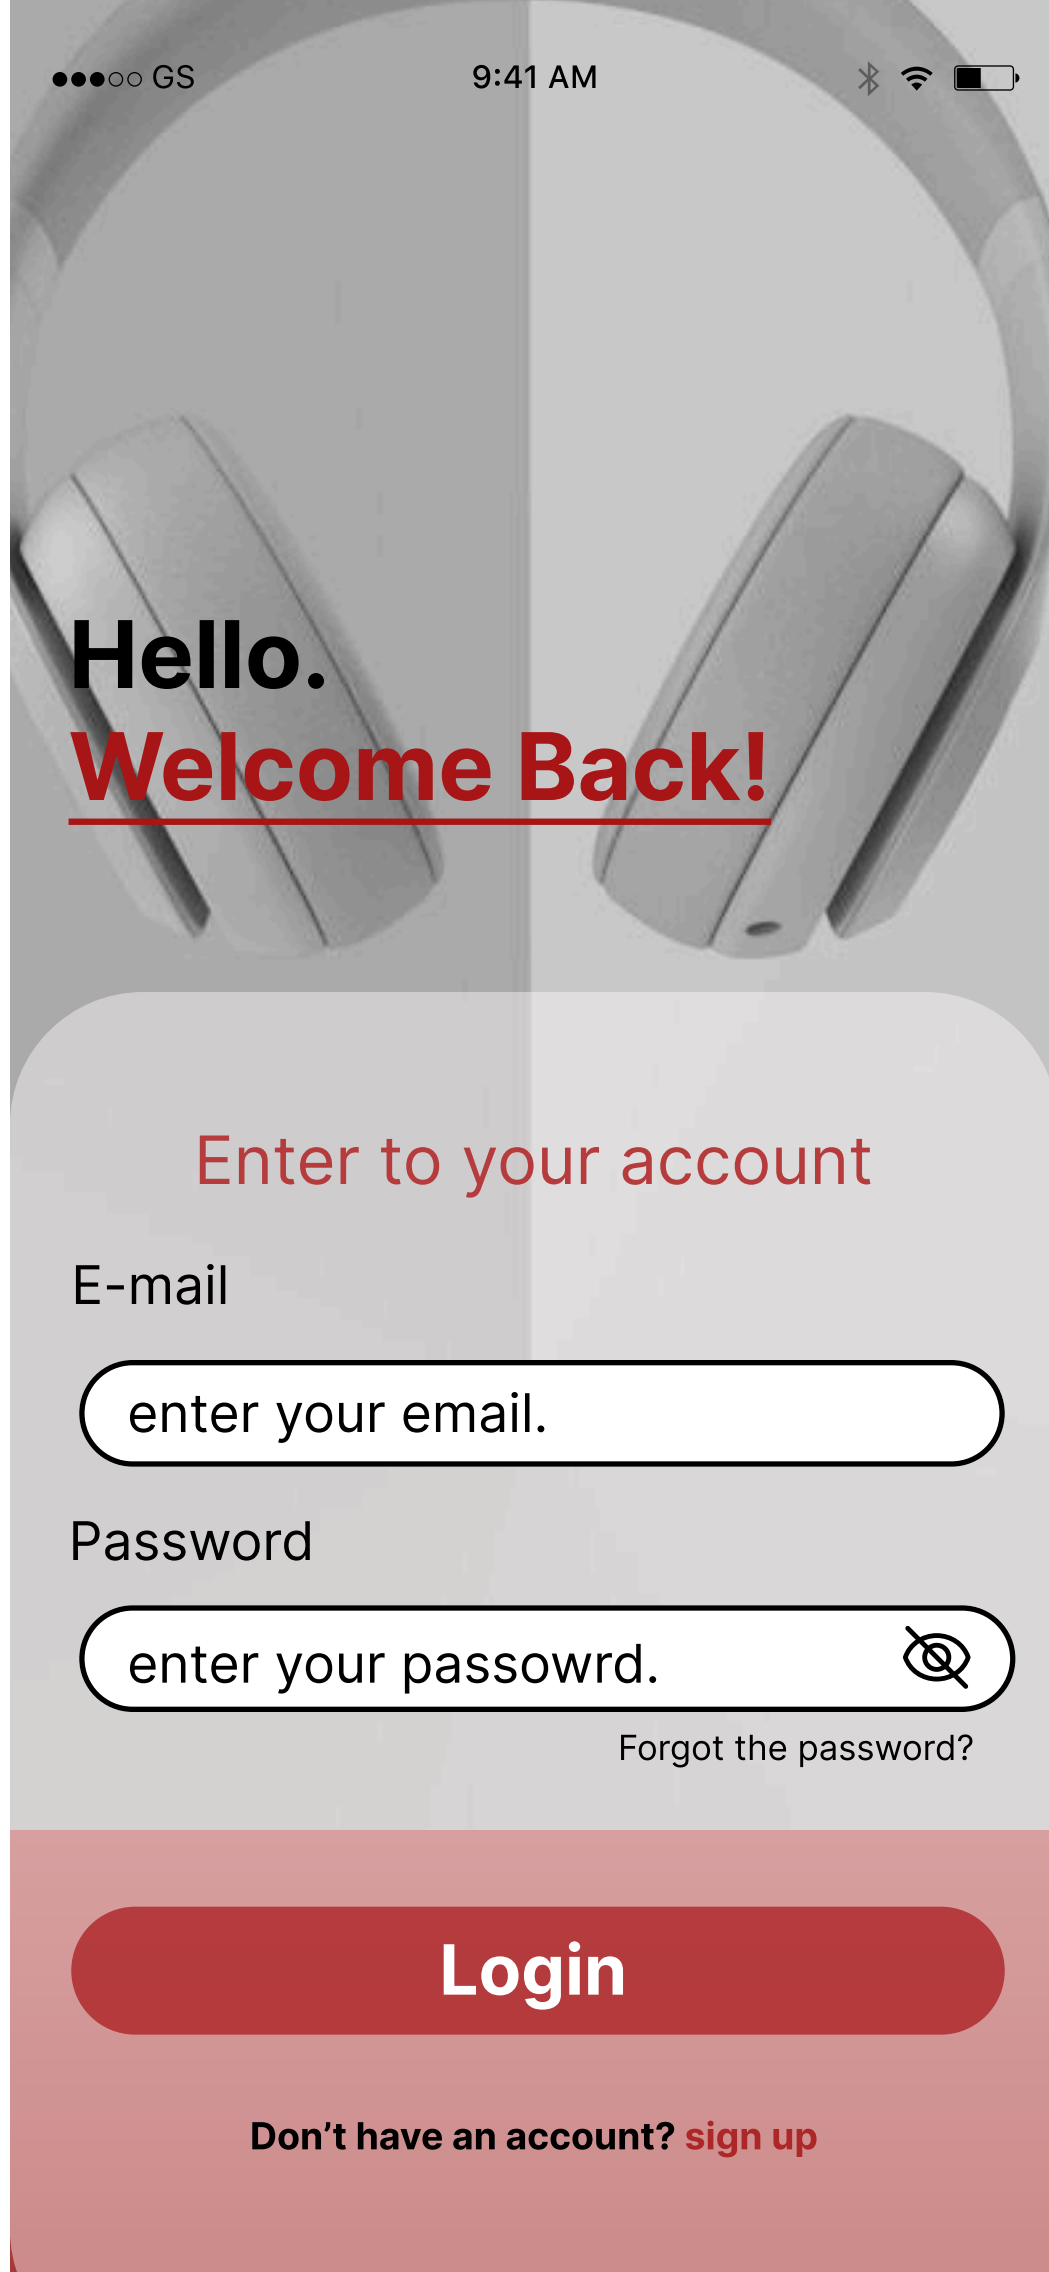 GS 9:41 AM
Hello.
Welcome Back!
Enter to your account
E-mail
enter your email.
Password
enter your passowrd.
Forgot the password?
Login
Don’t have an account? sign up